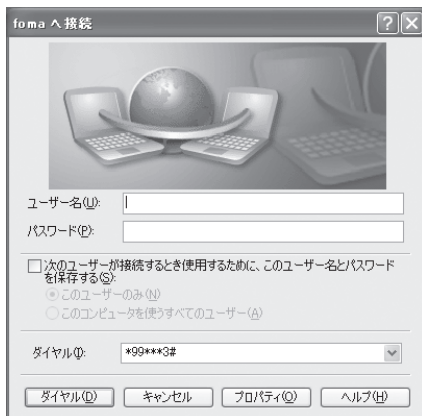 foma へ接続
ユーザー名(U):
パスワード(P):
次のユーザーが接続するとき使用するために、このユーザー名とパスワード
を保存する(S):
このユーザーのみ(N)
このコンピュータを使うすべてのユーザー(A)
ダイヤル(I): *99***3#
ダイヤル(D) キャンセル プロパティ(O) ヘルプ(H)